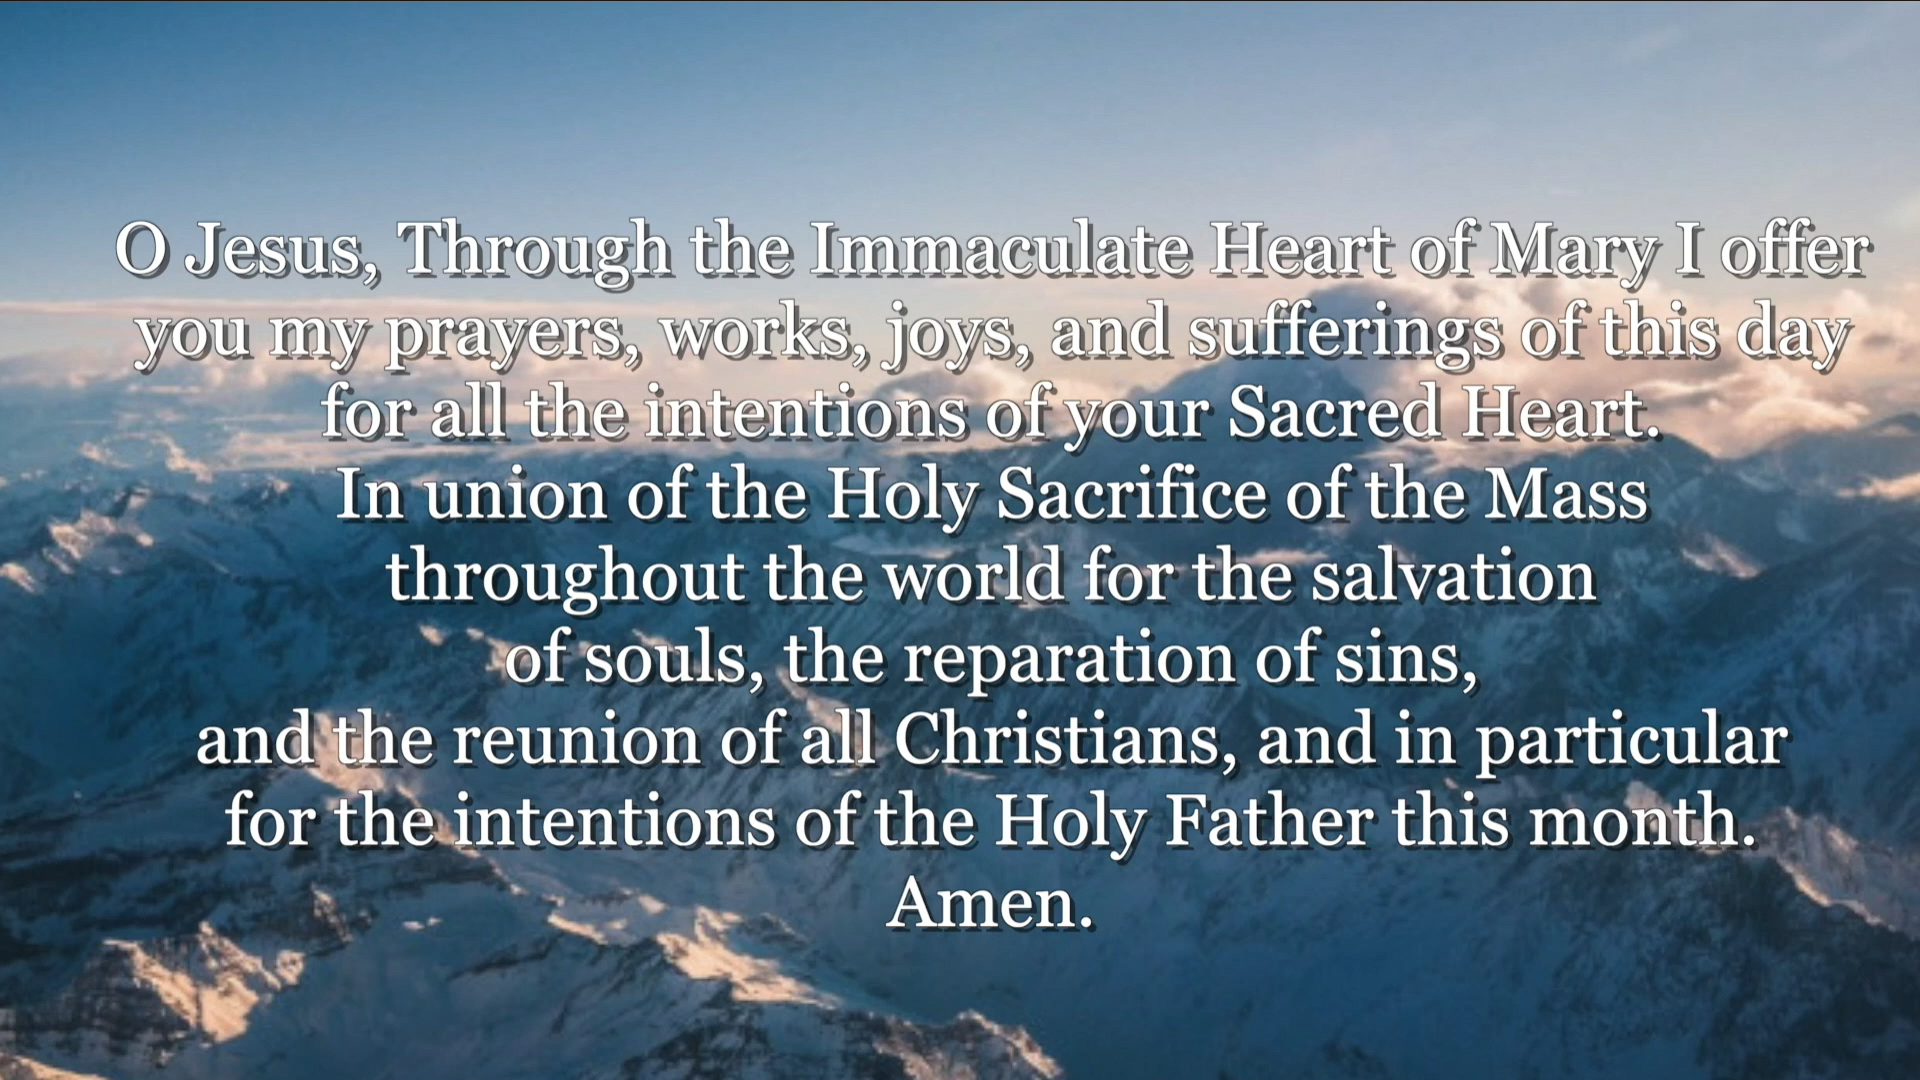 O Jesus, Through the Immaculate Heart of Mary I offer
you my prayers, works, joys, and sufferings of this day
for all the intentions of your Sacred Heart.
In union of the Holy Sacrifice of the Mass
throughout the world for the salvation
of souls, the reparation of sins,
and the reunion of all Christians, and in particular
for the intentions of the Holy Father this month.
Amen.